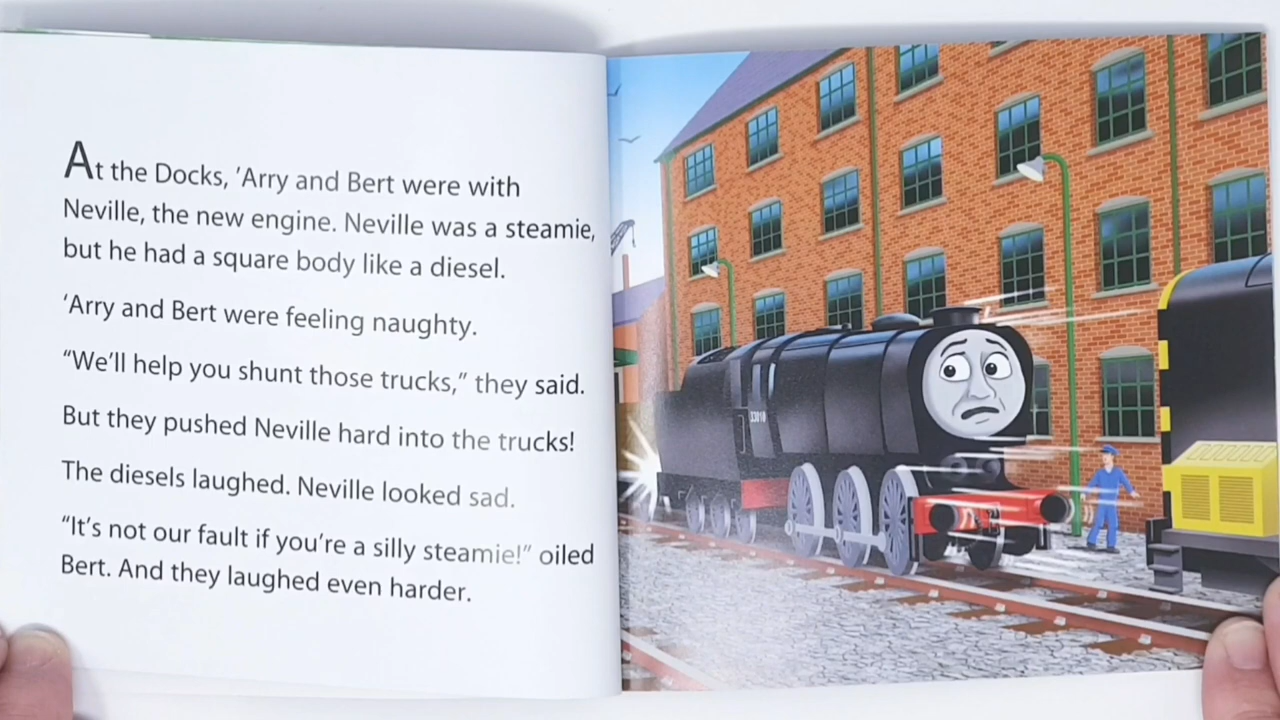 At the Docks, 'Arry and Bert were with
Neville, the new engine. Neville was a steamie,
but he had a square body like a diesel.
'Arry and Bert were feeling naughty.
“We'll help you shunt those trucks,” they said.
But they pushed Neville hard into the trucks!
The diesels laughed. Neville looked sad.
“It's not our fault if you're a silly steamie!” oiled
Bert. And they laughed even harder.
33010